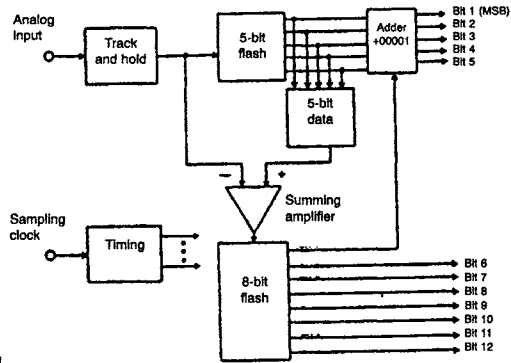 Analog
Input
Track
and hold
5-bit
flash
Adder
+00001
Bit 1 (MSB)
Bit 2
Bit 3
Bit 4
Bit 5
5-bit
data
−
+
Summing
amplifier
Sampling
clock
Timing
8-bit
flash
Bit 6
Bit 7
Bit 8
Bit 9
Bit 10
Bit 11
Bit 12